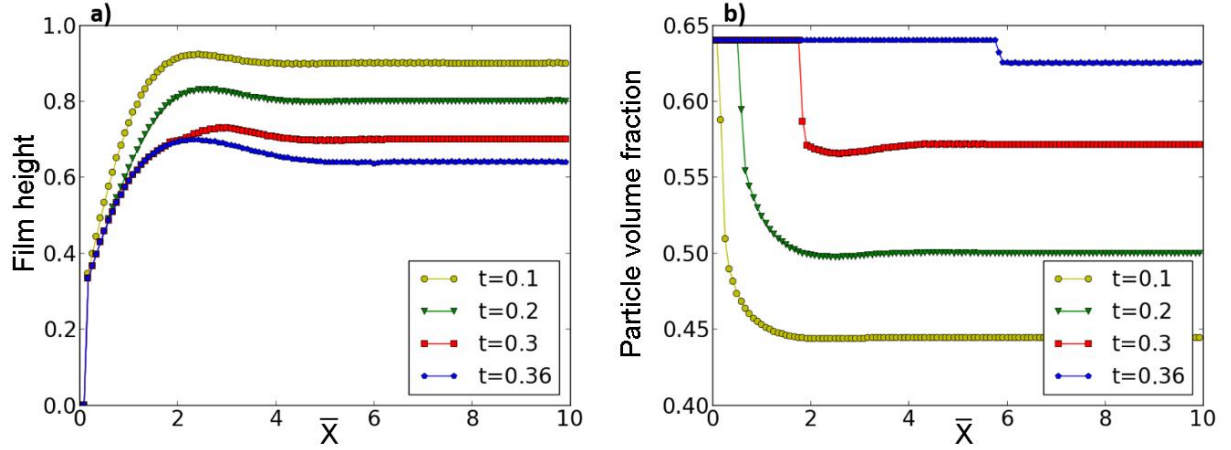 a)
Film height
1.0
0.8
0.6
0.4
0.2
0.0
0 2 4 6 8 10
X̅
t=0.1
t=0.2
t=0.3
t=0.36
b)
Particle volume fraction
0.65
0.60
0.55
0.50
0.45
0.40
0 2 4 6 8 10
X̅
t=0.1
t=0.2
t=0.3
t=0.36